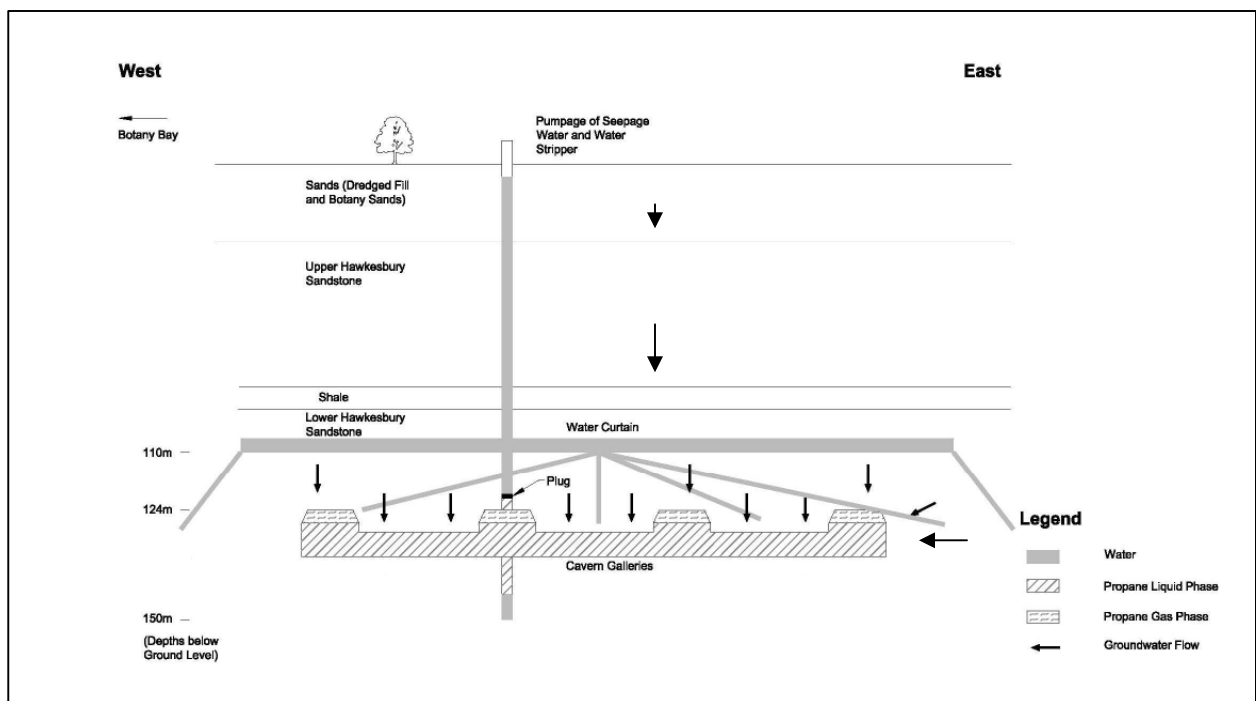 West
East
Botany Bay
Pumpage of Seepage
Water and Water
Stripper
Sands (Dredged Fill
and Botany Sands)
Upper Hawkesbury
Sandstone
Shale
Lower Hawkesbury
Sandstone
Water Curtain
110m
Plug
124m
Legend
Water
Cavern Galleries
Propane Liquid Phase
Propane Gas Phase
150m
(Depths below
Ground Level)
Groundwater Flow